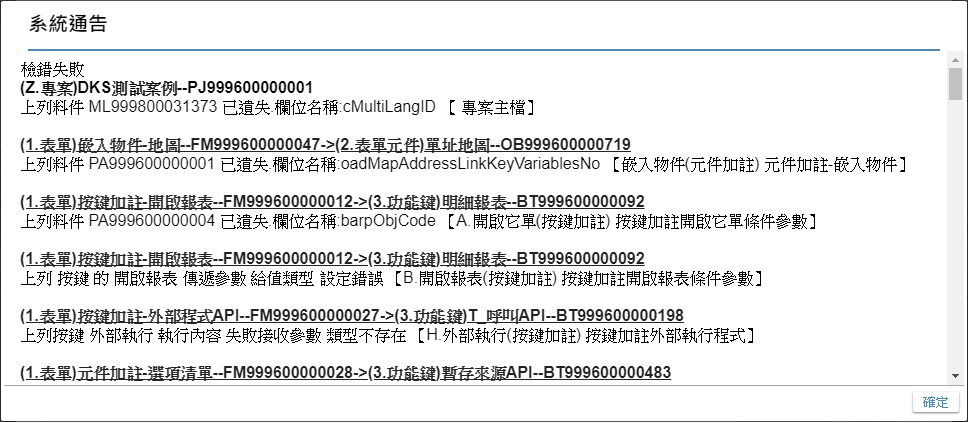 系統通告
檢錯失敗
(Z.專案)DKS測試案例--PJ999600000001
上列料件 ML999800031373 已遺失.欄位名稱:cMultiLangID 【 專案主檔】
(1.表單)嵌入物件-地圖--FM999600000047->(2.表單元件)單址地圖--OB999600000719
上列料件 PA999600000001 已遺失.欄位名稱:oadMapAddressLinkKeyVariablesNo 【嵌入物件(元件加註) 元件加註-嵌入物件】
(1.表單)按鍵加註-開啟報表--FM999600000012->(3.功能鍵)明細報表--BT999600000092
上列料件 PA999600000004 已遺失.欄位名稱:barpObjCode 【A.開啟它單(按鍵加註) 按鍵加註開啟它單條件參數】
(1.表單)按鍵加註-開啟報表--FM999600000012->(3.功能鍵)明細報表--BT999600000092
上列 按鍵 的 開啟報表 傳遞參數 給值類型 設定錯誤 【B.開啟報表(按鍵加註) 按鍵加註開啟報表條件參數】
(1.表單)按鍵加註-外部程式API--FM999600000027->(3.功能鍵)T_呼叫API--BT999600000198
上列按鍵 外部執行 執行內容 失敗接收參數 類型不存在 【H.外部執行(按鍵加註) 按鍵加註外部執行程式】
(1.表單)元件加註-選項清單--FM999600000028->(3.功能鍵)暫存來源API--BT999600000483
確定